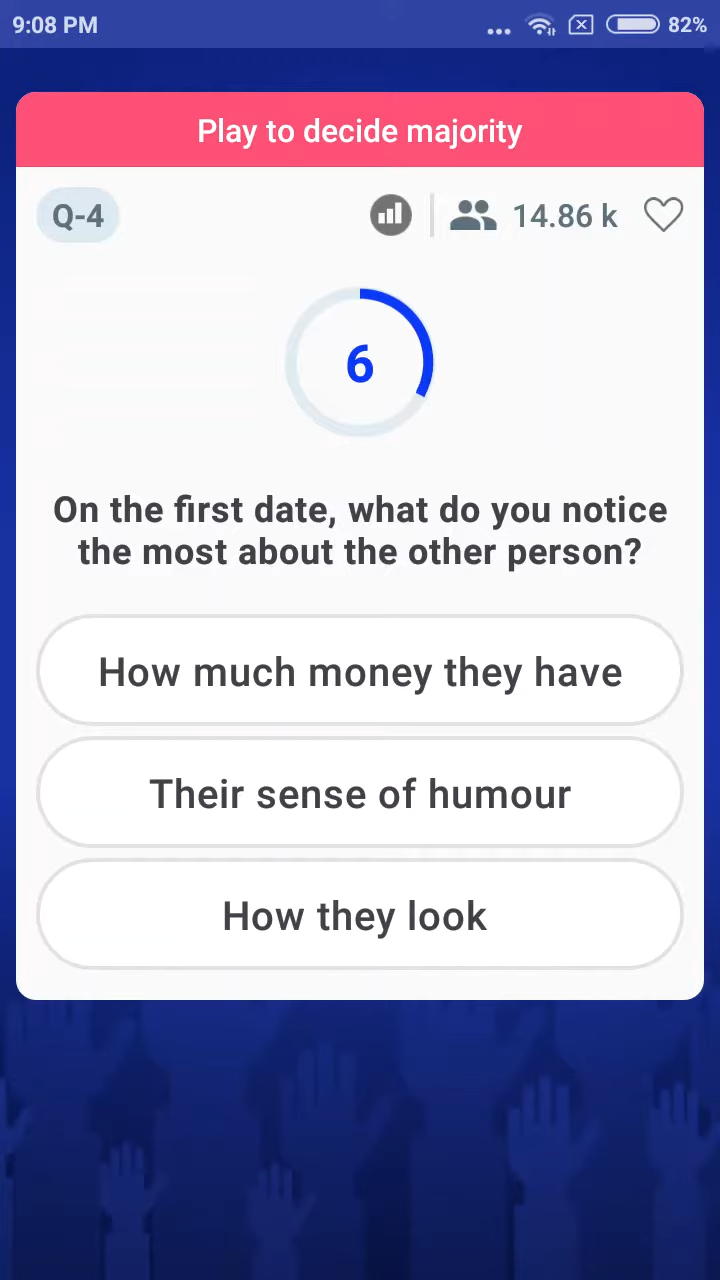 9:08 PM
82%
Play to decide majority
Q-4
14.86 k
6
On the first date, what do you notice
the most about the other person?
How much money they have
Their sense of humour
How they look